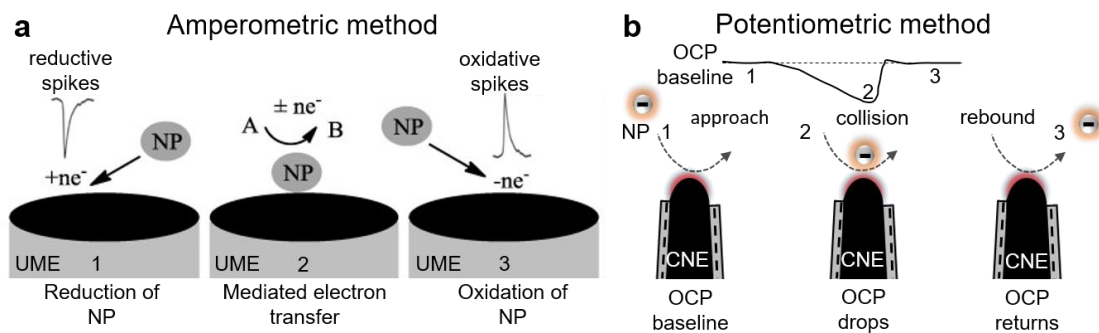 a Amperometric method
reductive
spikes
NP
+ne⁻
UME 1
Reduction of
NP
± ne⁻
A B
NP
UME 2
Mediated electron
transfer
oxidative
spikes
NP
-ne⁻
UME 3
Oxidation of
NP
b Potentiometric method
OCP
baseline
1 2 3
NP 1 approach
CNE
OCP
baseline
2 collision
CNE
OCP
drops
rebound 3
CNE
OCP
returns